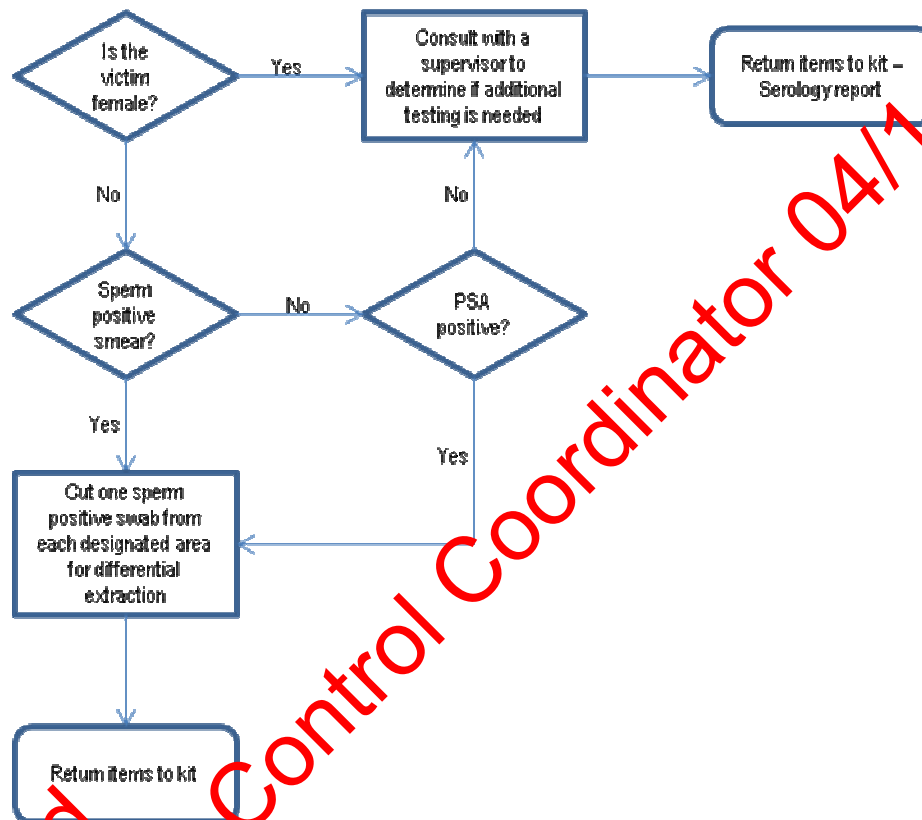 Is the
victim
female?
Yes
Consult with a
supervisor to
determine if additional
testing is needed
Return items to kit –
Serology report
No
No
Sperm
positive
smear?
No
PSA
positive?
Yes
Yes
Cut one sperm
positive swab from
each designated area
for differential
extraction
Return items to kit
Control Coordinator 04/1